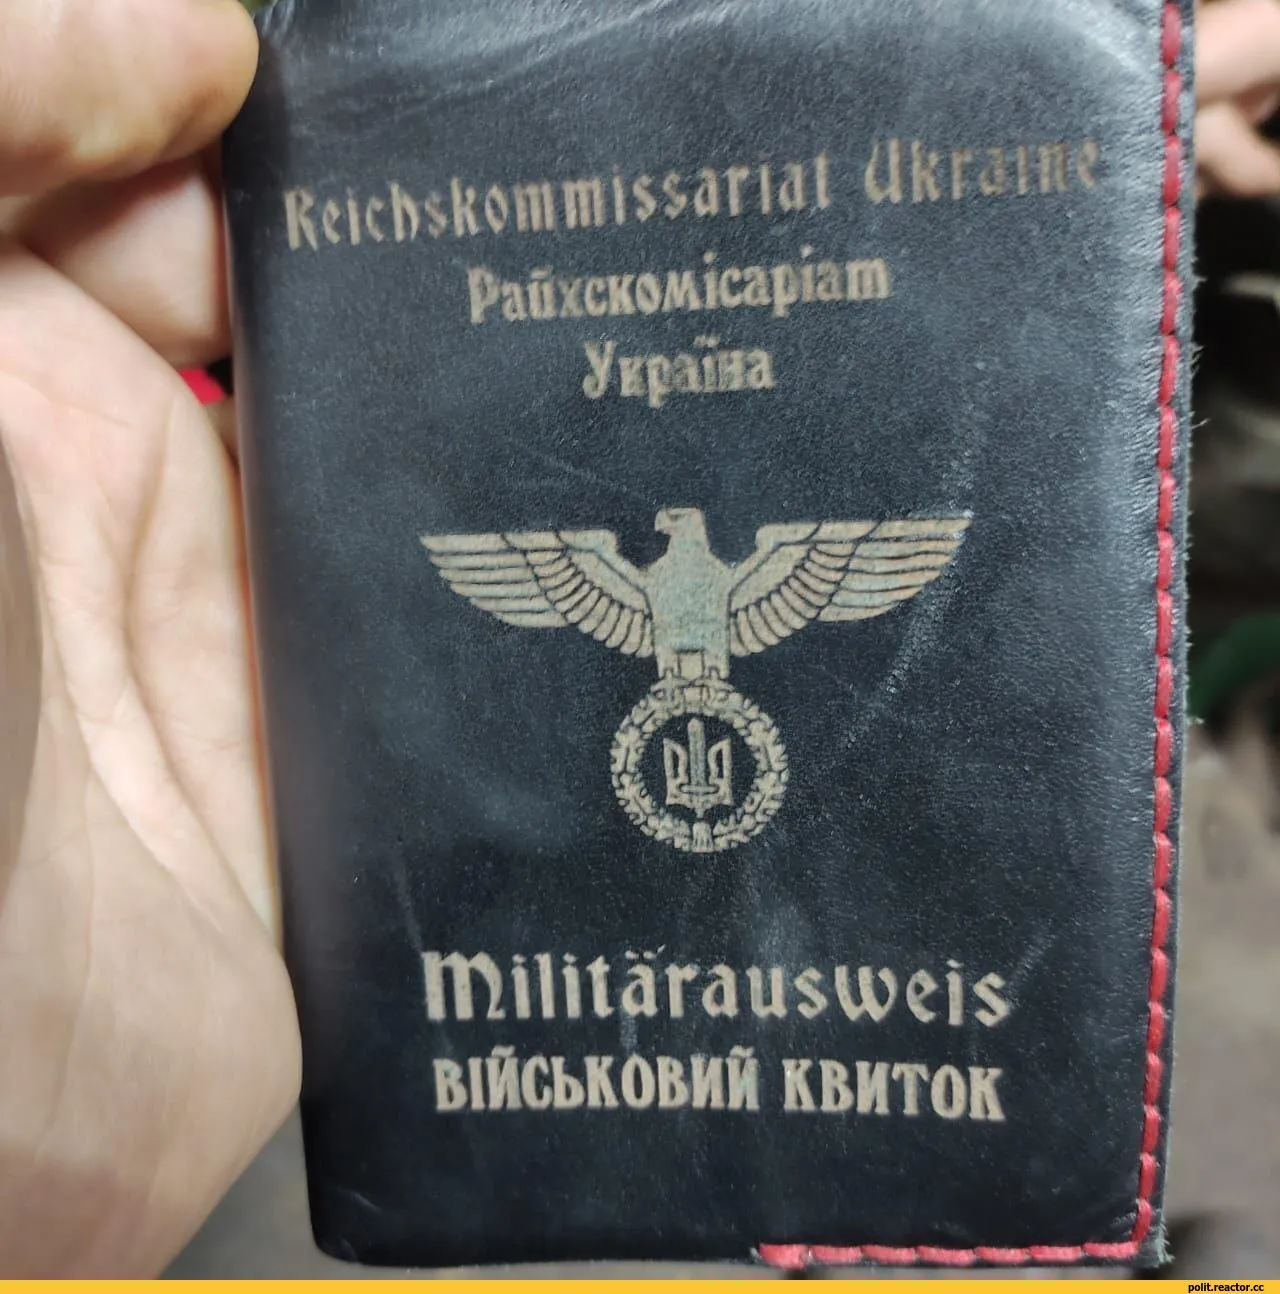 Reichskommissariat Ukraine
Райхскомісаріат
Україна
Militärausweis
ВІЙСЬКОВИЙ КВИТОК
polit.reactor.cc